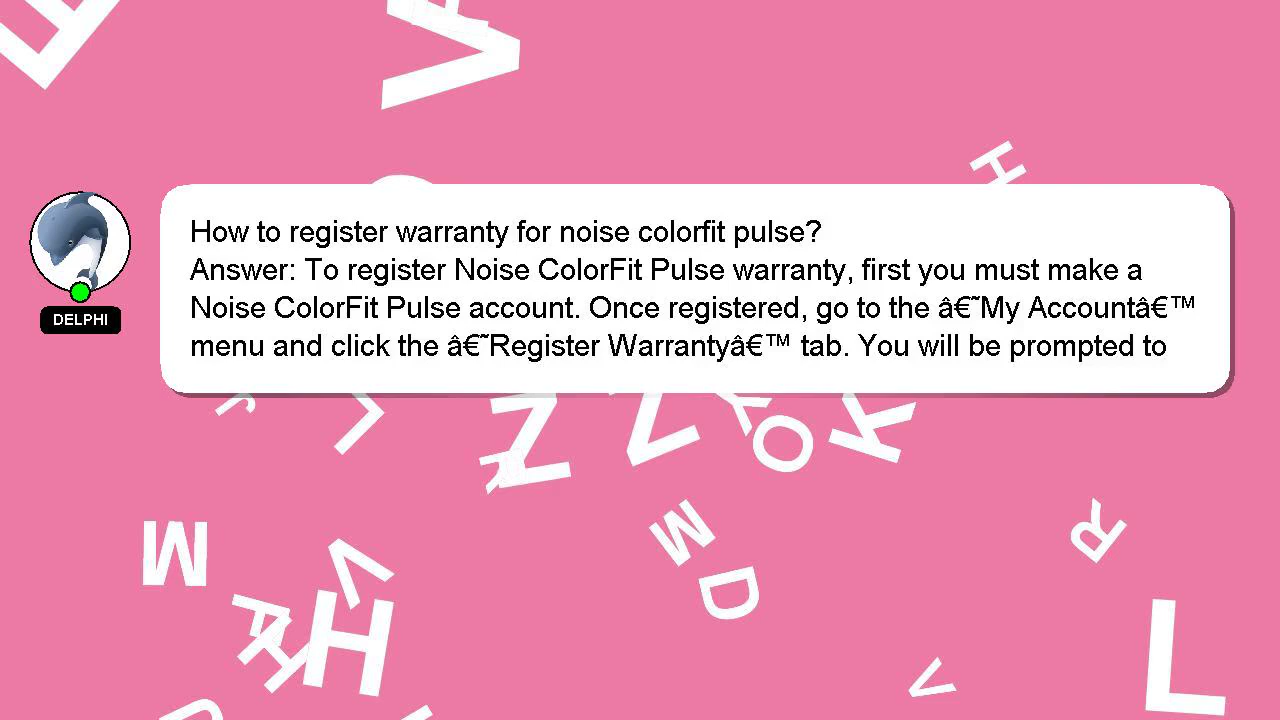 How to register warranty for noise colorfit pulse?
Answer: To register Noise ColorFit Pulse warranty, first you must make a
Noise ColorFit Pulse account. Once registered, go to the â€˜My Accountâ€™
menu and click the â€˜Register Warrantyâ€™ tab. You will be prompted to
DELPHI
V
H
J
L
N
Z
Y
O
K
M
M
R
V
D
A
H
H
L
V